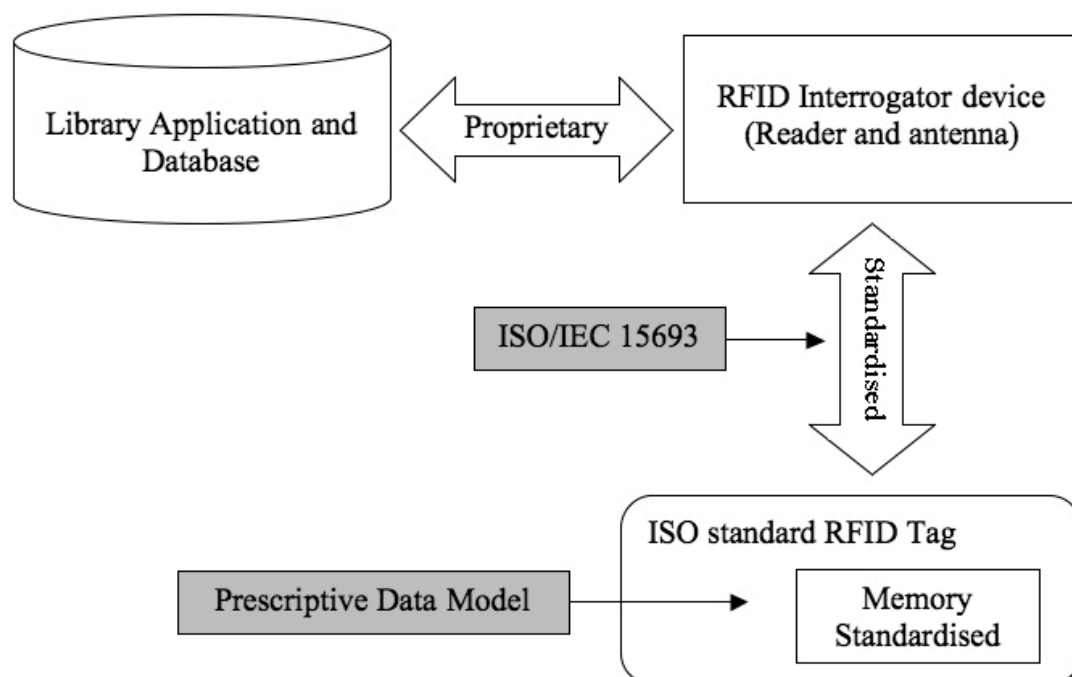 Library Application and
Database
Proprietary
RFID Interrogator device
(Reader and antenna)
Standardised
ISO/IEC 15693
ISO standard RFID Tag
Prescriptive Data Model
Memory
Standardised